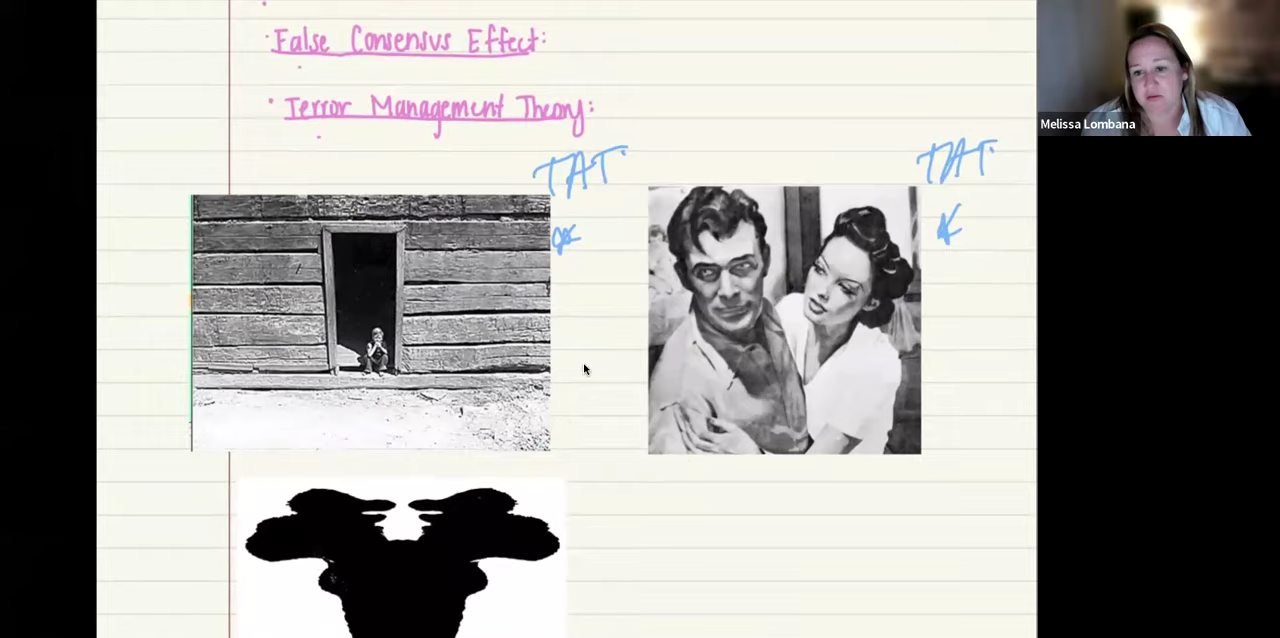 · False Consensus Effect:
Melissa Lombana
· Terror Management Theory:
TAT
TAT